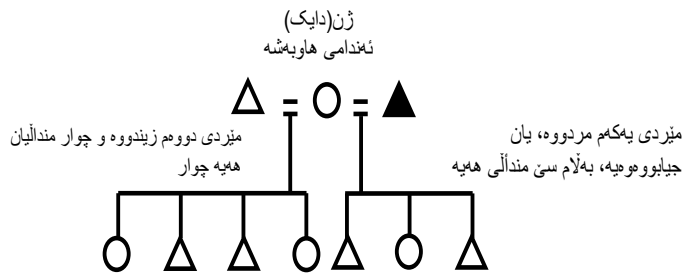 ژن(دایک)
ئەندامی هاوبەشە
مێردی یەکەم مردووە، یان
جیابووەوەیە، بەڵام سێ منداڵی هەیە
مێردی دووەم زیندووە و چوار منداڵیان
هەیە چوار